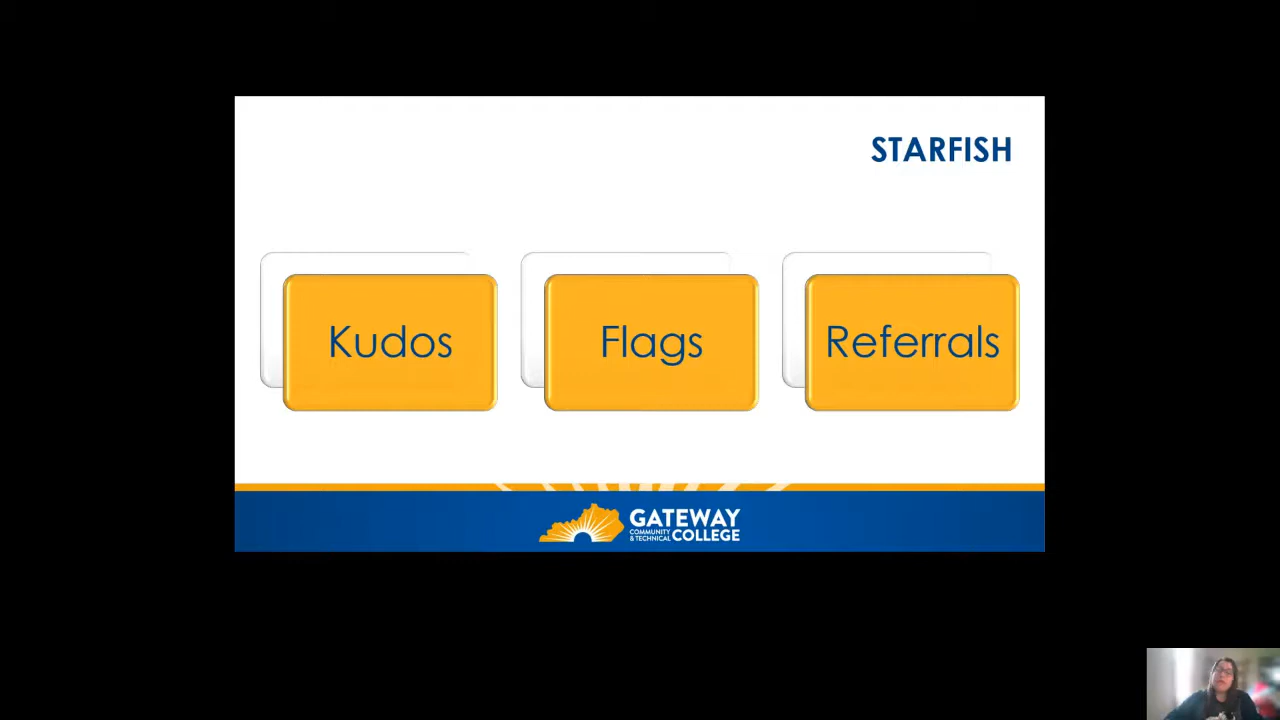 STARFISH
Kudos
Flags
Referrals
GATEWAY
COMMUNITY
& TECHNICAL COLLEGE